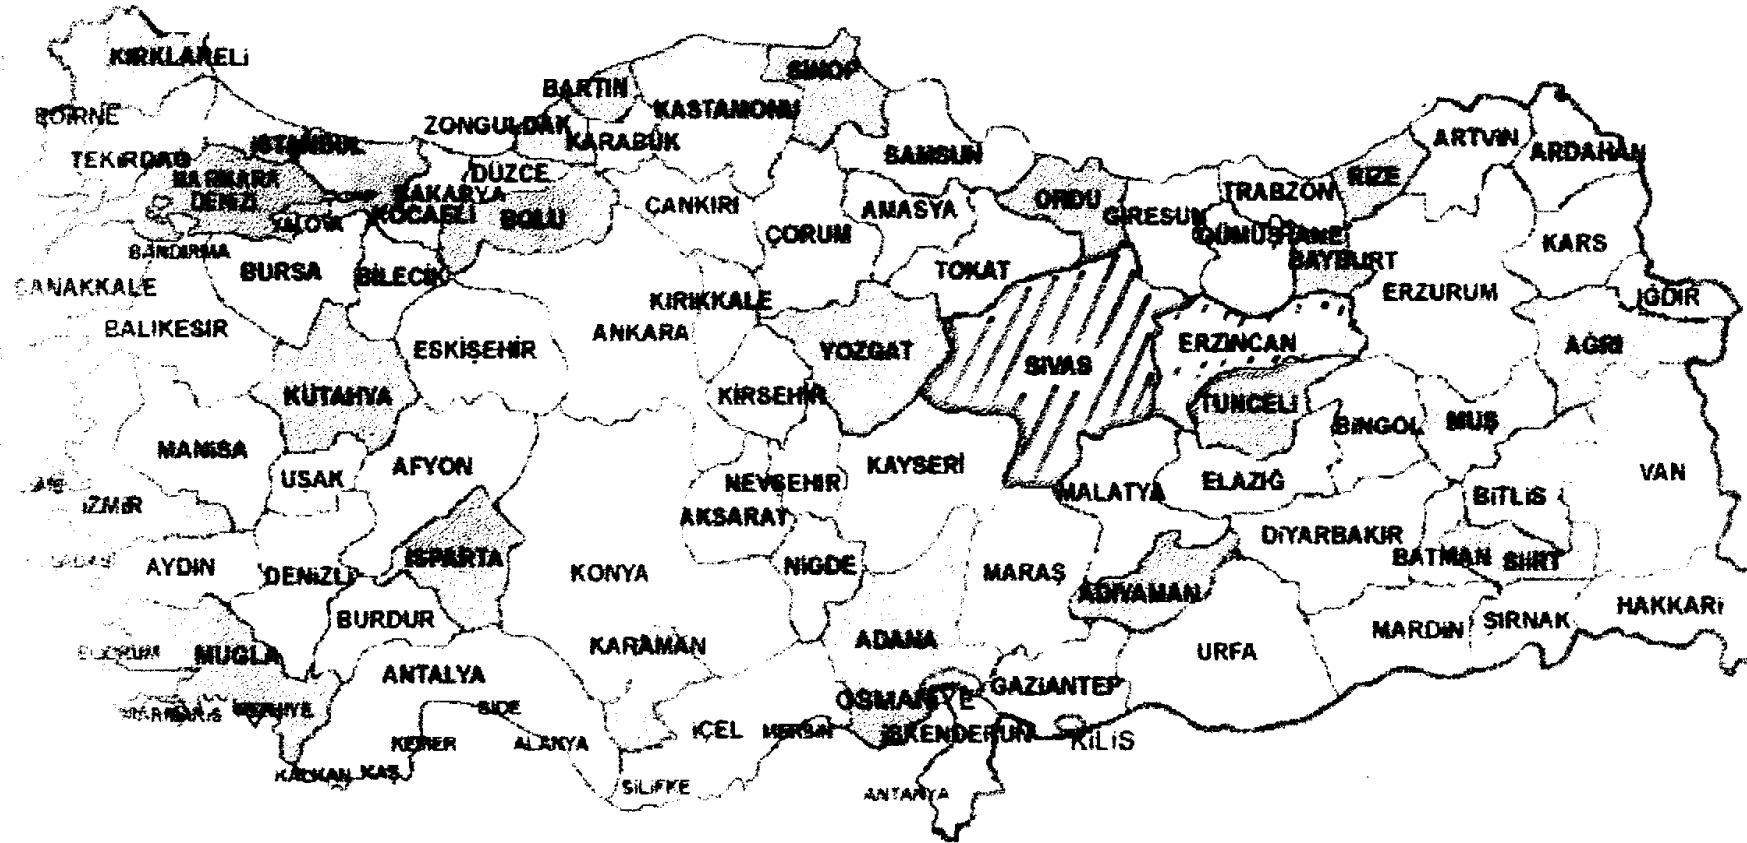 KIRKLARELİ
SİNOP
BARTIN
KASTAMONU
EDİRNE
ZONGULDAK
KARABÜK
İSTANBUL
ARTVİN
ARDAHAN
TEKİRDAĞ
SAMSUN
DÜZCE
MARMARA
DENİZİ
SAKARYA
RİZE
TRABZON
ORDU
KOCAELİ
YALOVA
BOLU
ÇANKIRI
AMASYA
GİRESUN
ÇORUM
GÜMÜŞHANE
KARS
BANDIRMA
BURSA
BİLECİK
TOKAT
BAYBURT
ÇANAKKALE
KIRIKKALE
ERZURUM
IĞDIR
BALIKESİR
ANKARA
ESKİŞEHİR
YOZGAT
SİVAS
ERZİNCAN
AĞRI
KÜTAHYA
KIRŞEHİR
TUNCELİ
BİNGÖL
MUŞ
MANİSA
UŞAK
AFYON
KAYSERİ
NEVŞEHİR
MALATYA
ELAZIĞ
VAN
BİTLİS
İZMİR
AKSARAY
DİYARBAKIR
BATMAN
SİİRT
AYDIN
DENİZLİ
ISPARTA
KONYA
NİĞDE
MARAŞ
ADIYAMAN
BURDUR
HAKKARİ
ŞIRNAK
MARDİN
BODRUM
MUĞLA
KARAMAN
ADANA
URFA
ANTALYA
OSMANİYE
GAZİANTEP
MARMARİS
SİDE
İÇEL
MERSİN
İSKENDERUN
KİLİS
KEMER
ALANYA
KALKAN
KAŞ
SİLİFKE
ANTAKYA